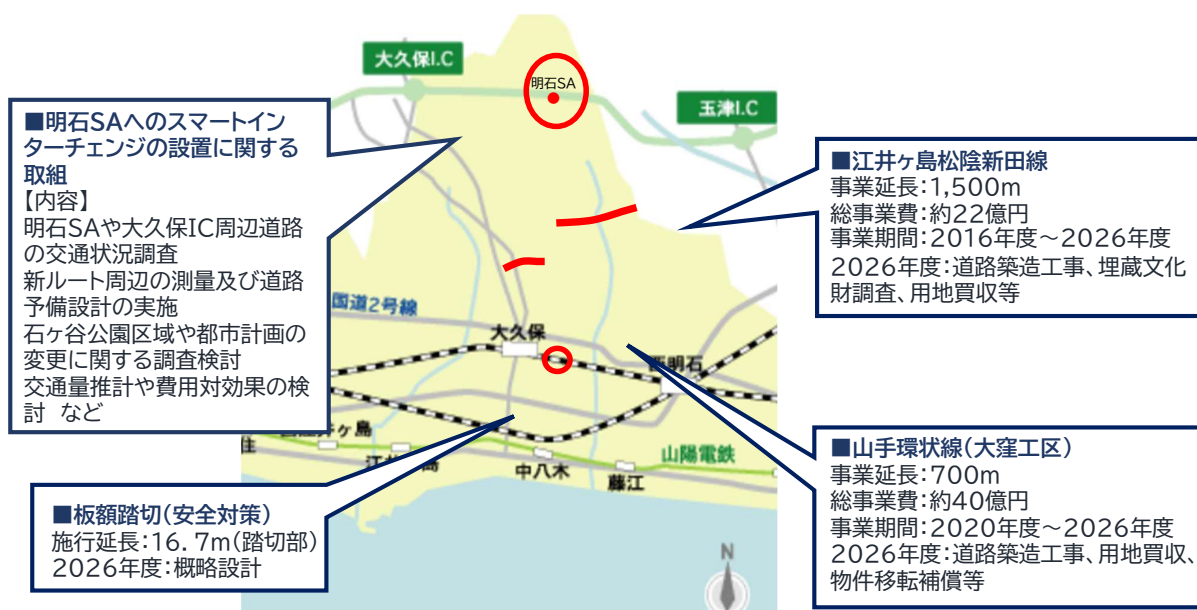 大久保I.C
明石SA
玉津I.C
■明石SAへのスマートイン
ターチェンジの設置に関する
取組
【内容】
明石SAや大久保IC周辺道路
の交通状況調査
新ルート周辺の測量及び道路
予備設計の実施
石ヶ谷公園区域や都市計画の
変更に関する調査検討
交通量推計や費用対効果の検
討 など
■江井ヶ島松陰新田線
事業延長:1,500m
総事業費:約22億円
事業期間:2016年度~2026年度
2026年度:道路築造工事、埋蔵文化
財調査、用地買収等
国道2号線
大久保
西明石
山陽電鉄
中八木
藤江
■板額踏切(安全対策)
施行延長:16.7m(踏切部)
2026年度:概略設計
■山手環状線(大窪工区)
事業延長:700m
総事業費:約40億円
事業期間:2020年度~2026年度
2026年度:道路築造工事、用地買収、
物件移転補償等
N